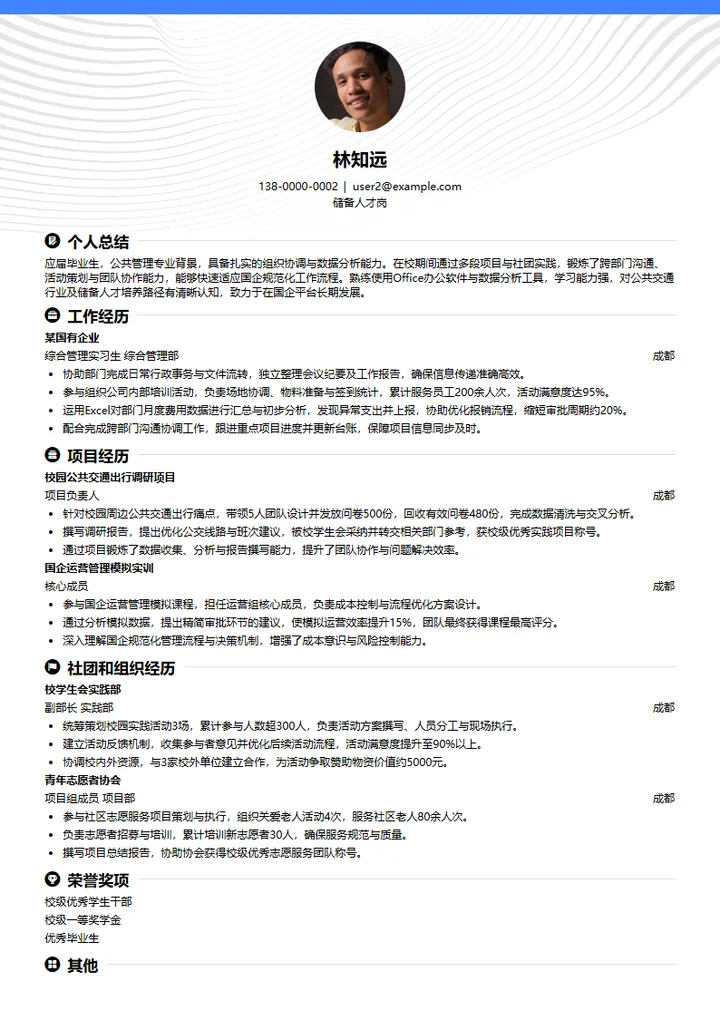 林知远
138-0000-0002 | user2@example.com
储备人才岗
个人总结
应届毕业生，公共管理专业背景，具备扎实的组织协调与数据分析能力。在校期间通过多段项目与社团实践，锻炼了跨部门沟通、
活动策划与团队协作能力，能够快速适应国企规范化工作流程。熟练使用Office办公软件与数据分析工具，学习能力强，对公共交通
行业及储备人才培养路径有清晰认知，致力于在国企平台长期发展。
工作经历
某国有企业
综合管理实习生 综合管理部 成都
• 协助部门完成日常行政事务与文件流转，独立整理会议纪要及工作报告，确保信息传递准确高效。
• 参与组织公司内部培训活动，负责场地协调、物料准备与签到统计，累计服务员工200余人次，活动满意度达95%。
• 运用Excel对部门月度费用数据进行汇总与初步分析，发现异常支出并上报，协助优化报销流程，缩短审批周期约20%。
• 配合完成跨部门沟通协调工作，跟进重点项目进度并更新台账，保障项目信息同步及时。
项目经历
校园公共交通出行调研项目
项目负责人 成都
• 针对校园周边公共交通出行痛点，带领5人团队设计并发放问卷500份，回收有效问卷480份，完成数据清洗与交叉分析。
• 撰写调研报告，提出优化公交线路与班次建议，被校学生会采纳并转交相关部门参考，获校级优秀实践项目称号。
• 通过项目锻炼了数据收集、分析与报告撰写能力，提升了团队协作与问题解决效率。
国企运营管理模拟实训
核心成员 成都
• 参与国企运营管理模拟课程，担任运营组核心成员，负责成本控制与流程优化方案设计。
• 通过分析模拟数据，提出精简审批环节的建议，使模拟运营效率提升15%，团队最终获得课程最高评分。
• 深入理解国企规范化管理流程与决策机制，增强了成本意识与风险控制能力。
社团和组织经历
校学生会实践部
副部长 实践部 成都
• 统筹策划校园实践活动3场，累计参与人数超300人，负责活动方案撰写、人员分工与现场执行。
• 建立活动反馈机制，收集参与者意见并优化后续活动流程，活动满意度提升至90%以上。
• 协调校内外资源，与3家校外单位建立合作，为活动争取赞助物资价值约5000元。
青年志愿者协会
项目组成员 项目部 成都
• 参与社区志愿服务项目策划与执行，组织关爱老人活动4次，服务社区老人80余人次。
• 负责志愿者招募与培训，累计培训新志愿者30人，确保服务规范与质量。
• 撰写项目总结报告，协助协会获得校级优秀志愿服务团队称号。
荣誉奖项
校级优秀学生干部
校级一等奖学金
优秀毕业生
其他